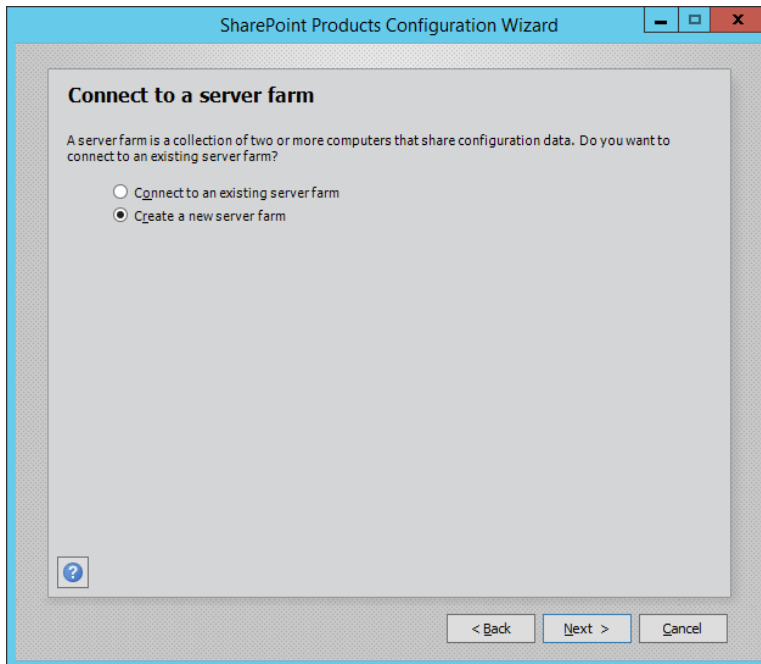 SharePoint Products Configuration Wizard
Connect to a server farm
A server farm is a collection of two or more computers that share configuration data. Do you want to
connect to an existing server farm?
Connect to an existing server farm
Create a new server farm
?
< Back
Next >
Cancel